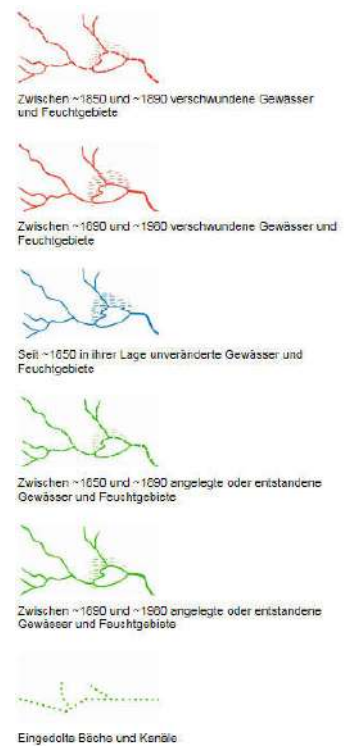 Zwischen ~1850 und ~1890 verschwundene Gewässer
und Feuchtgebiete
Zwischen ~1890 und ~1960 verschwundene Gewässer und
Feuchtgebiete
Seit ~1850 in ihrer Lage unveränderte Gewässer und
Feuchtgebiete
Zwischen ~1850 und ~1890 angelegte oder entstandene
Gewässer und Feuchtgebiete
Zwischen ~1890 und ~1960 angelegte oder entstandene
Gewässer und Feuchtgebiete
Eingedolte Bäche und Kanäle